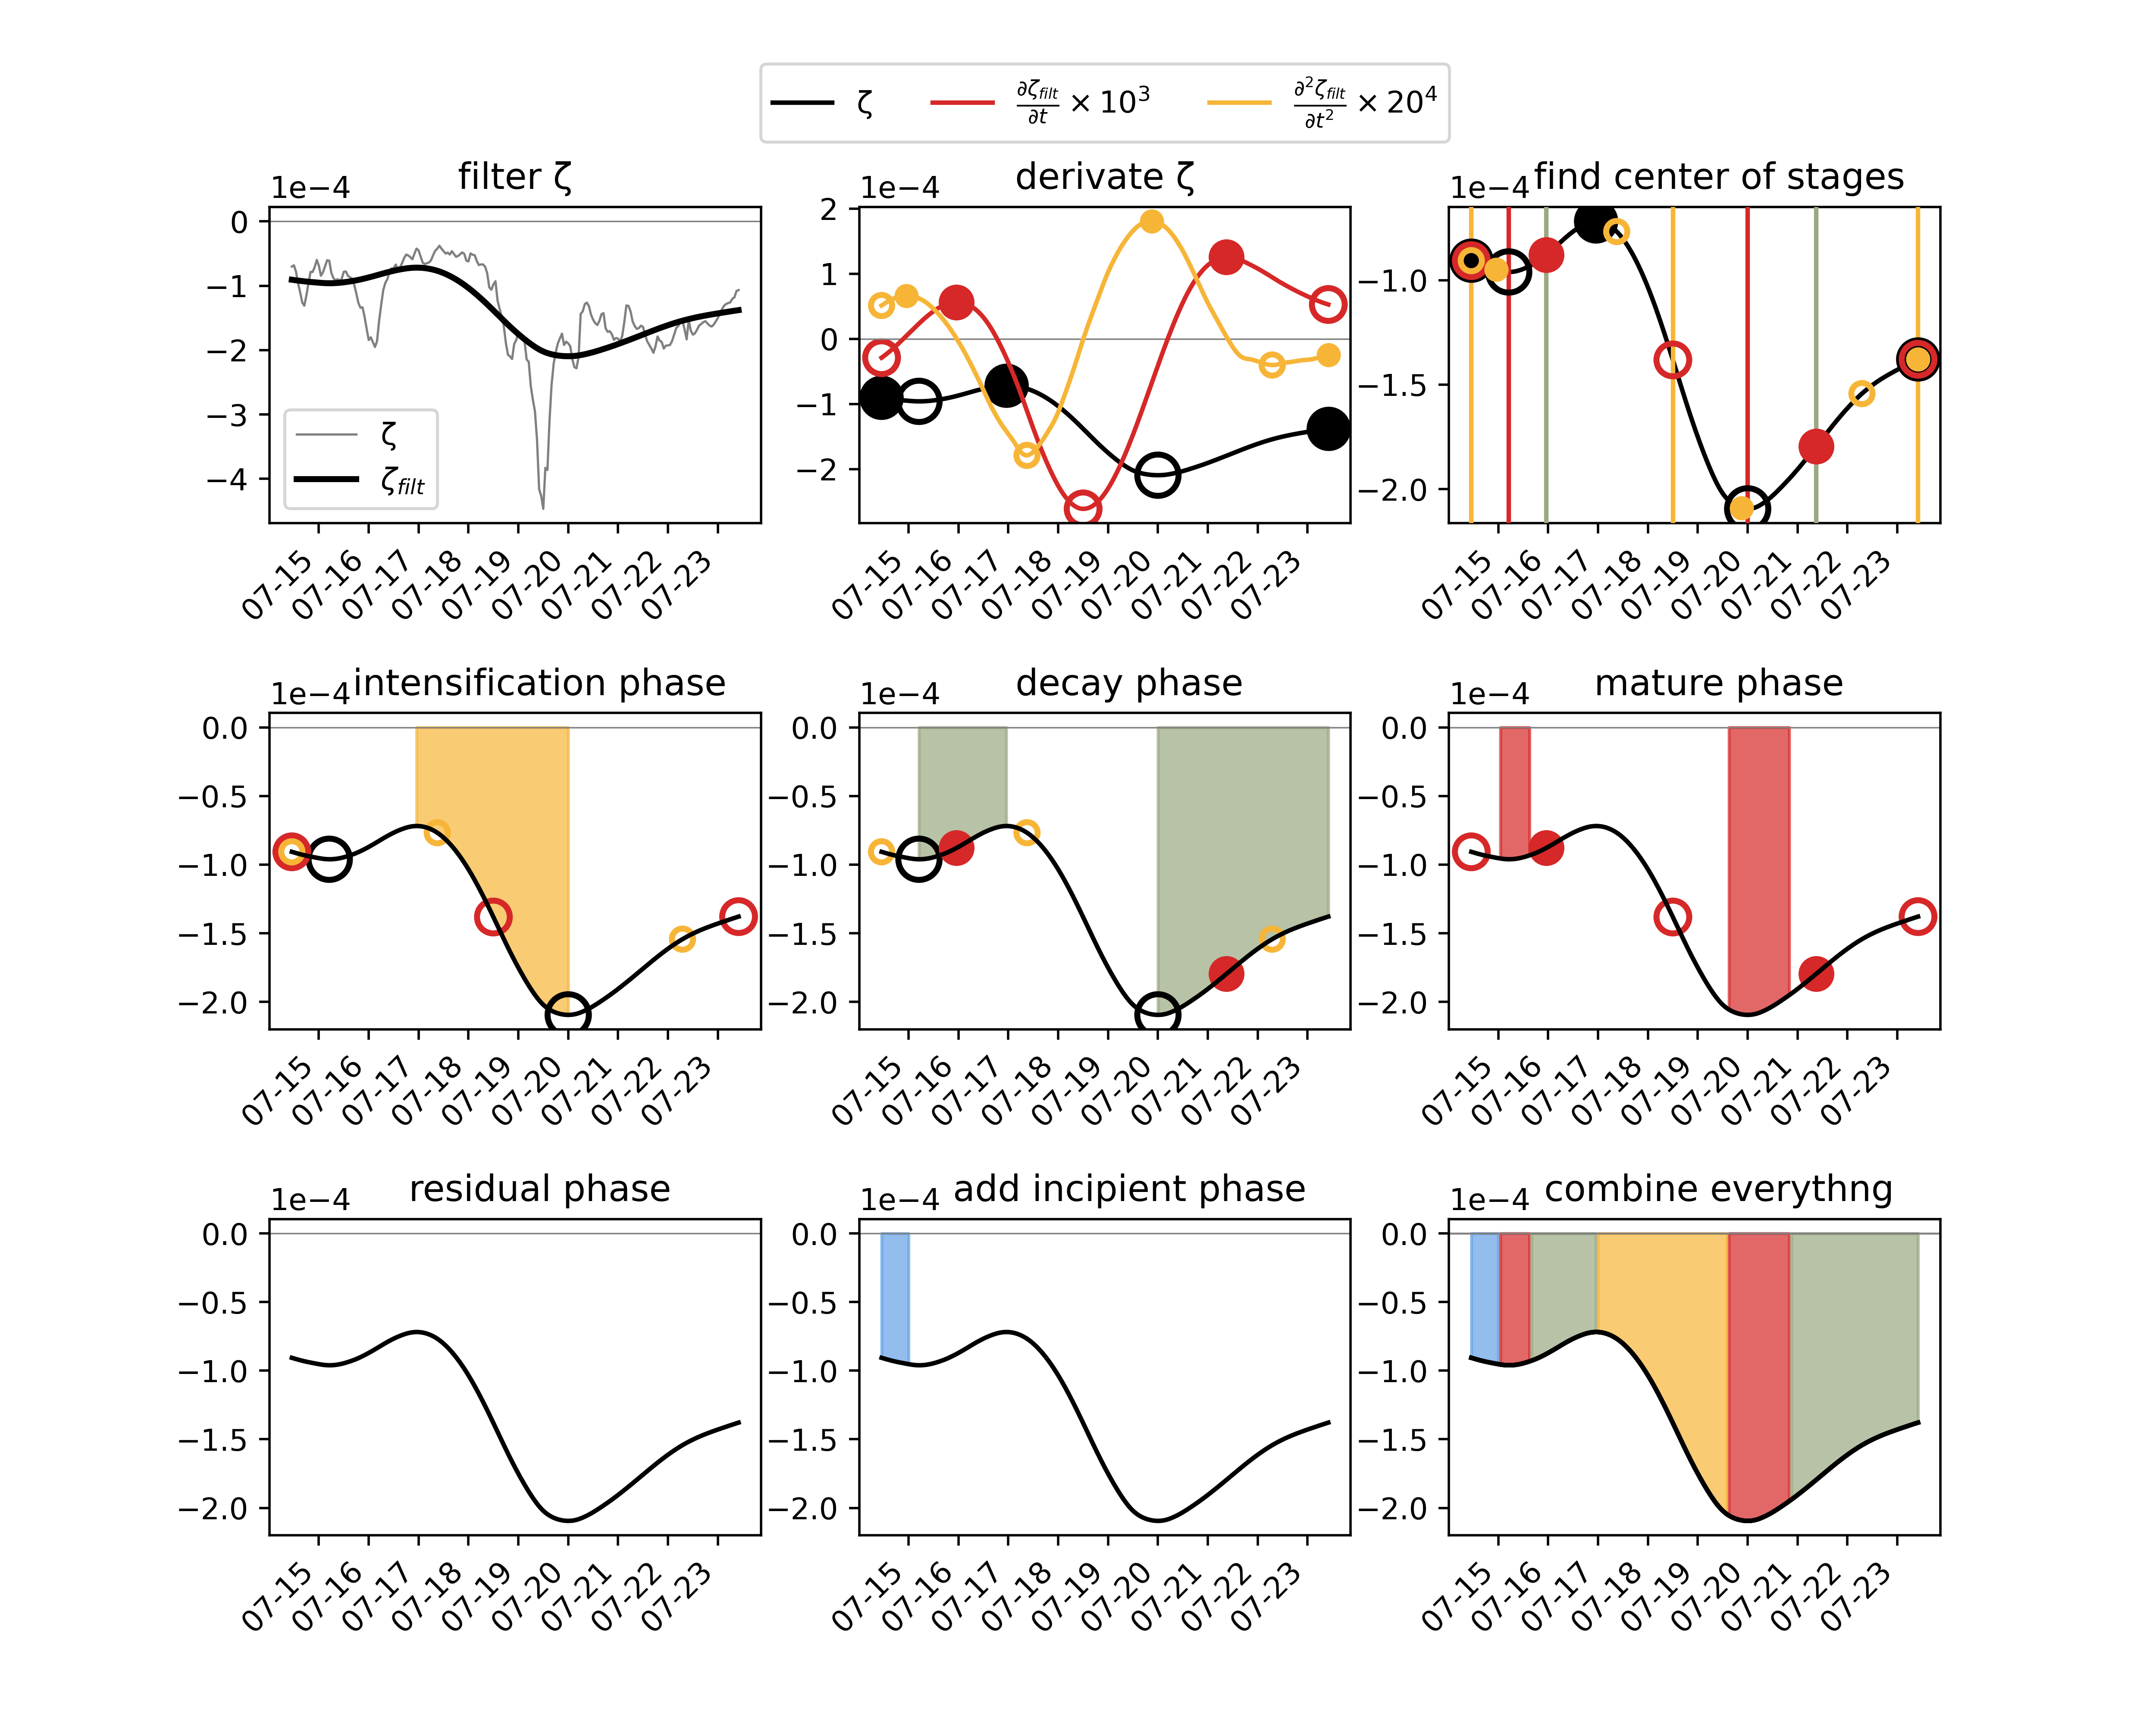 ζ   ∂ζ_filt/∂t × 10³   ∂²ζ_filt/∂t² × 20⁴
filter ζ
1e−4
0
−1
−2
−3
−4
ζ
ζ_filt
07-15 07-16 07-17 07-18 07-19 07-20 07-21 07-22 07-23
derivate ζ
1e−4
2
1
0
−1
−2
07-15 07-16 07-17 07-18 07-19 07-20 07-21 07-22 07-23
find center of stages
1e−4
−1.0
−1.5
−2.0
07-15 07-16 07-17 07-18 07-19 07-20 07-21 07-22 07-23
intensification phase
1e−4
0.0
−0.5
−1.0
−1.5
−2.0
07-15 07-16 07-17 07-18 07-19 07-20 07-21 07-22 07-23
decay phase
1e−4
0.0
−0.5
−1.0
−1.5
−2.0
07-15 07-16 07-17 07-18 07-19 07-20 07-21 07-22 07-23
mature phase
1e−4
0.0
−0.5
−1.0
−1.5
−2.0
07-15 07-16 07-17 07-18 07-19 07-20 07-21 07-22 07-23
residual phase
1e−4
0.0
−0.5
−1.0
−1.5
−2.0
07-15 07-16 07-17 07-18 07-19 07-20 07-21 07-22 07-23
add incipient phase
1e−4
0.0
−0.5
−1.0
−1.5
−2.0
07-15 07-16 07-17 07-18 07-19 07-20 07-21 07-22 07-23
combine everythng
1e−4
0.0
−0.5
−1.0
−1.5
−2.0
07-15 07-16 07-17 07-18 07-19 07-20 07-21 07-22 07-23